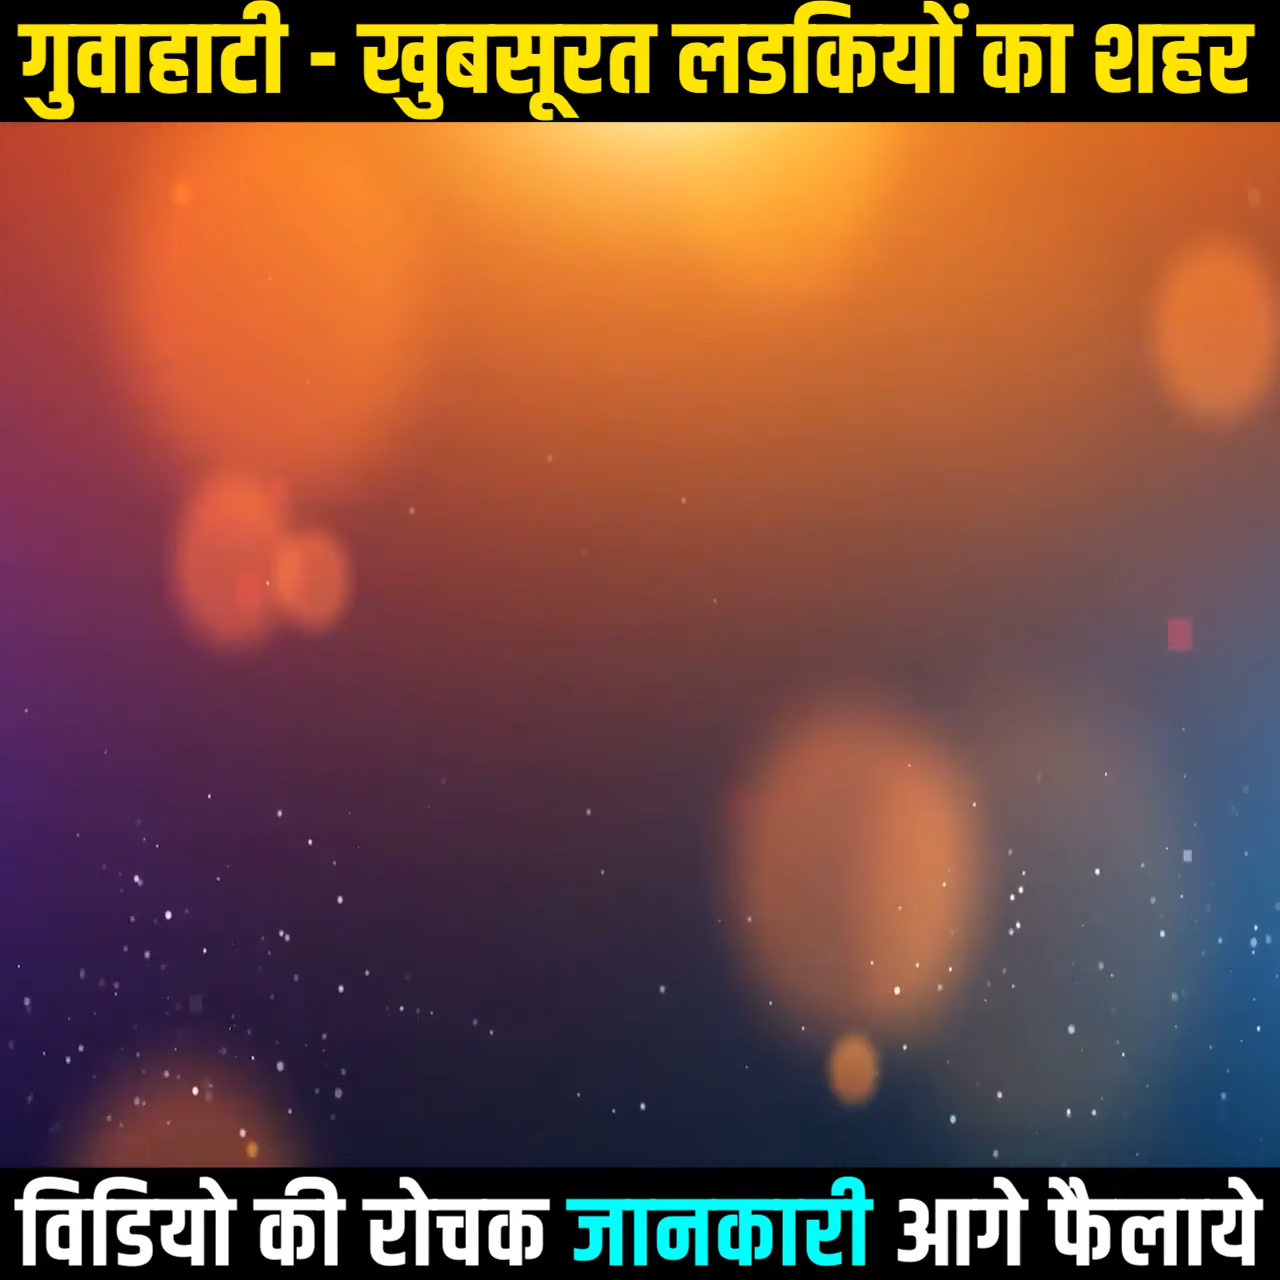 गुवाहाटी - खुबसूरत लडकियों का शहर
विडियो की रोचक जानकारी आगे फैलाये